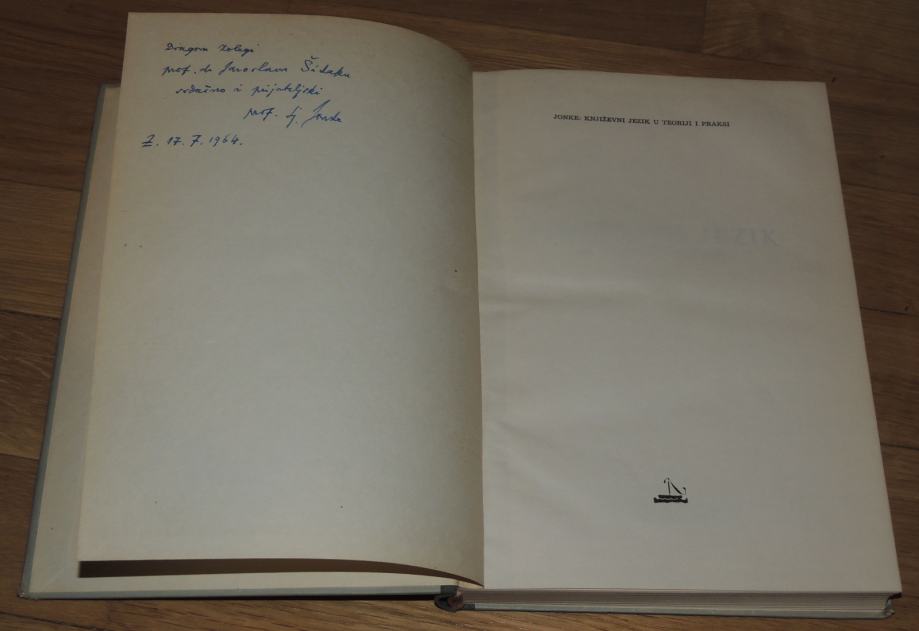 Dragom kolegi
prof. dr Jaroslavu Šidaku
srdačno i prijateljski
prof. Lj. Jonke
Z. 17. 7. 1964.
JONKE: KNJIŽEVNI JEZIK U TEORIJI I PRAKSI
JEZIK